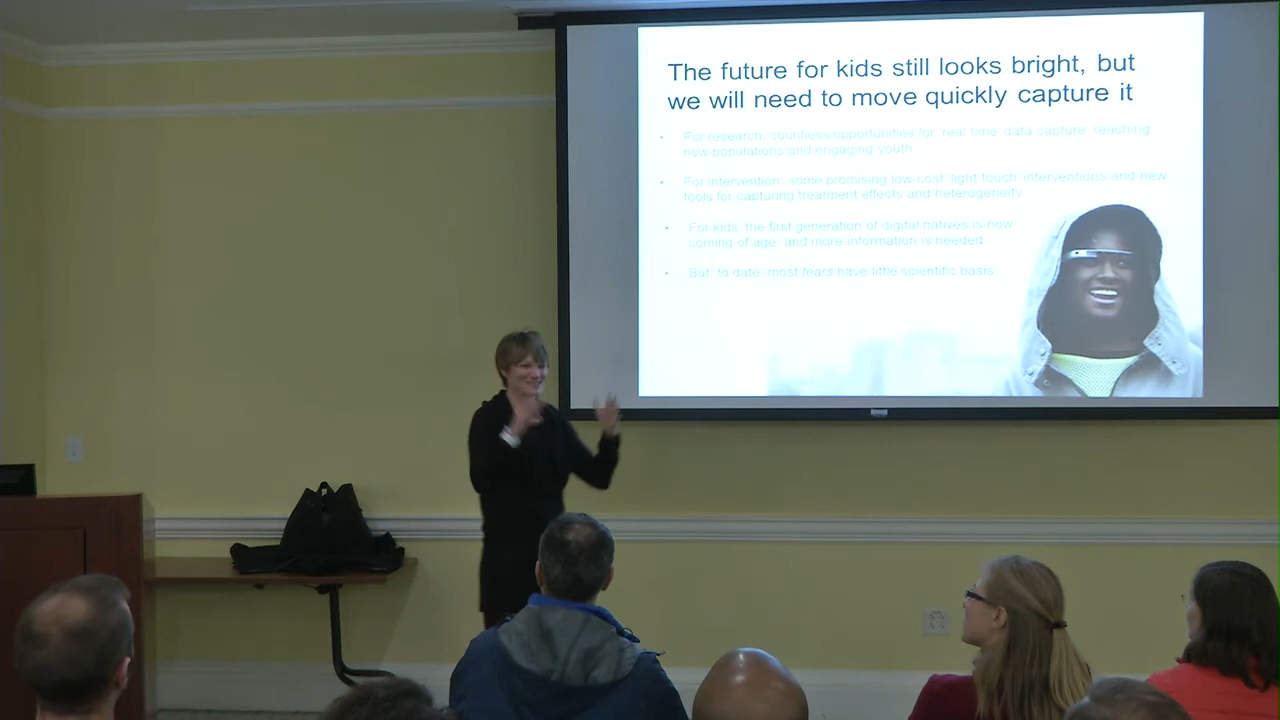 The future for kids still looks bright, but
we will need to move quickly capture it
• For research: countless opportunities for real time data capture, reaching
new populations and engaging youth
• For intervention: some promising low-cost light touch interventions and new
tools for capturing treatment effects and heterogeneity
• For kids, the first generation of digital natives is now
coming of age and more information is needed
• But, to date, most fears have little scientific basis